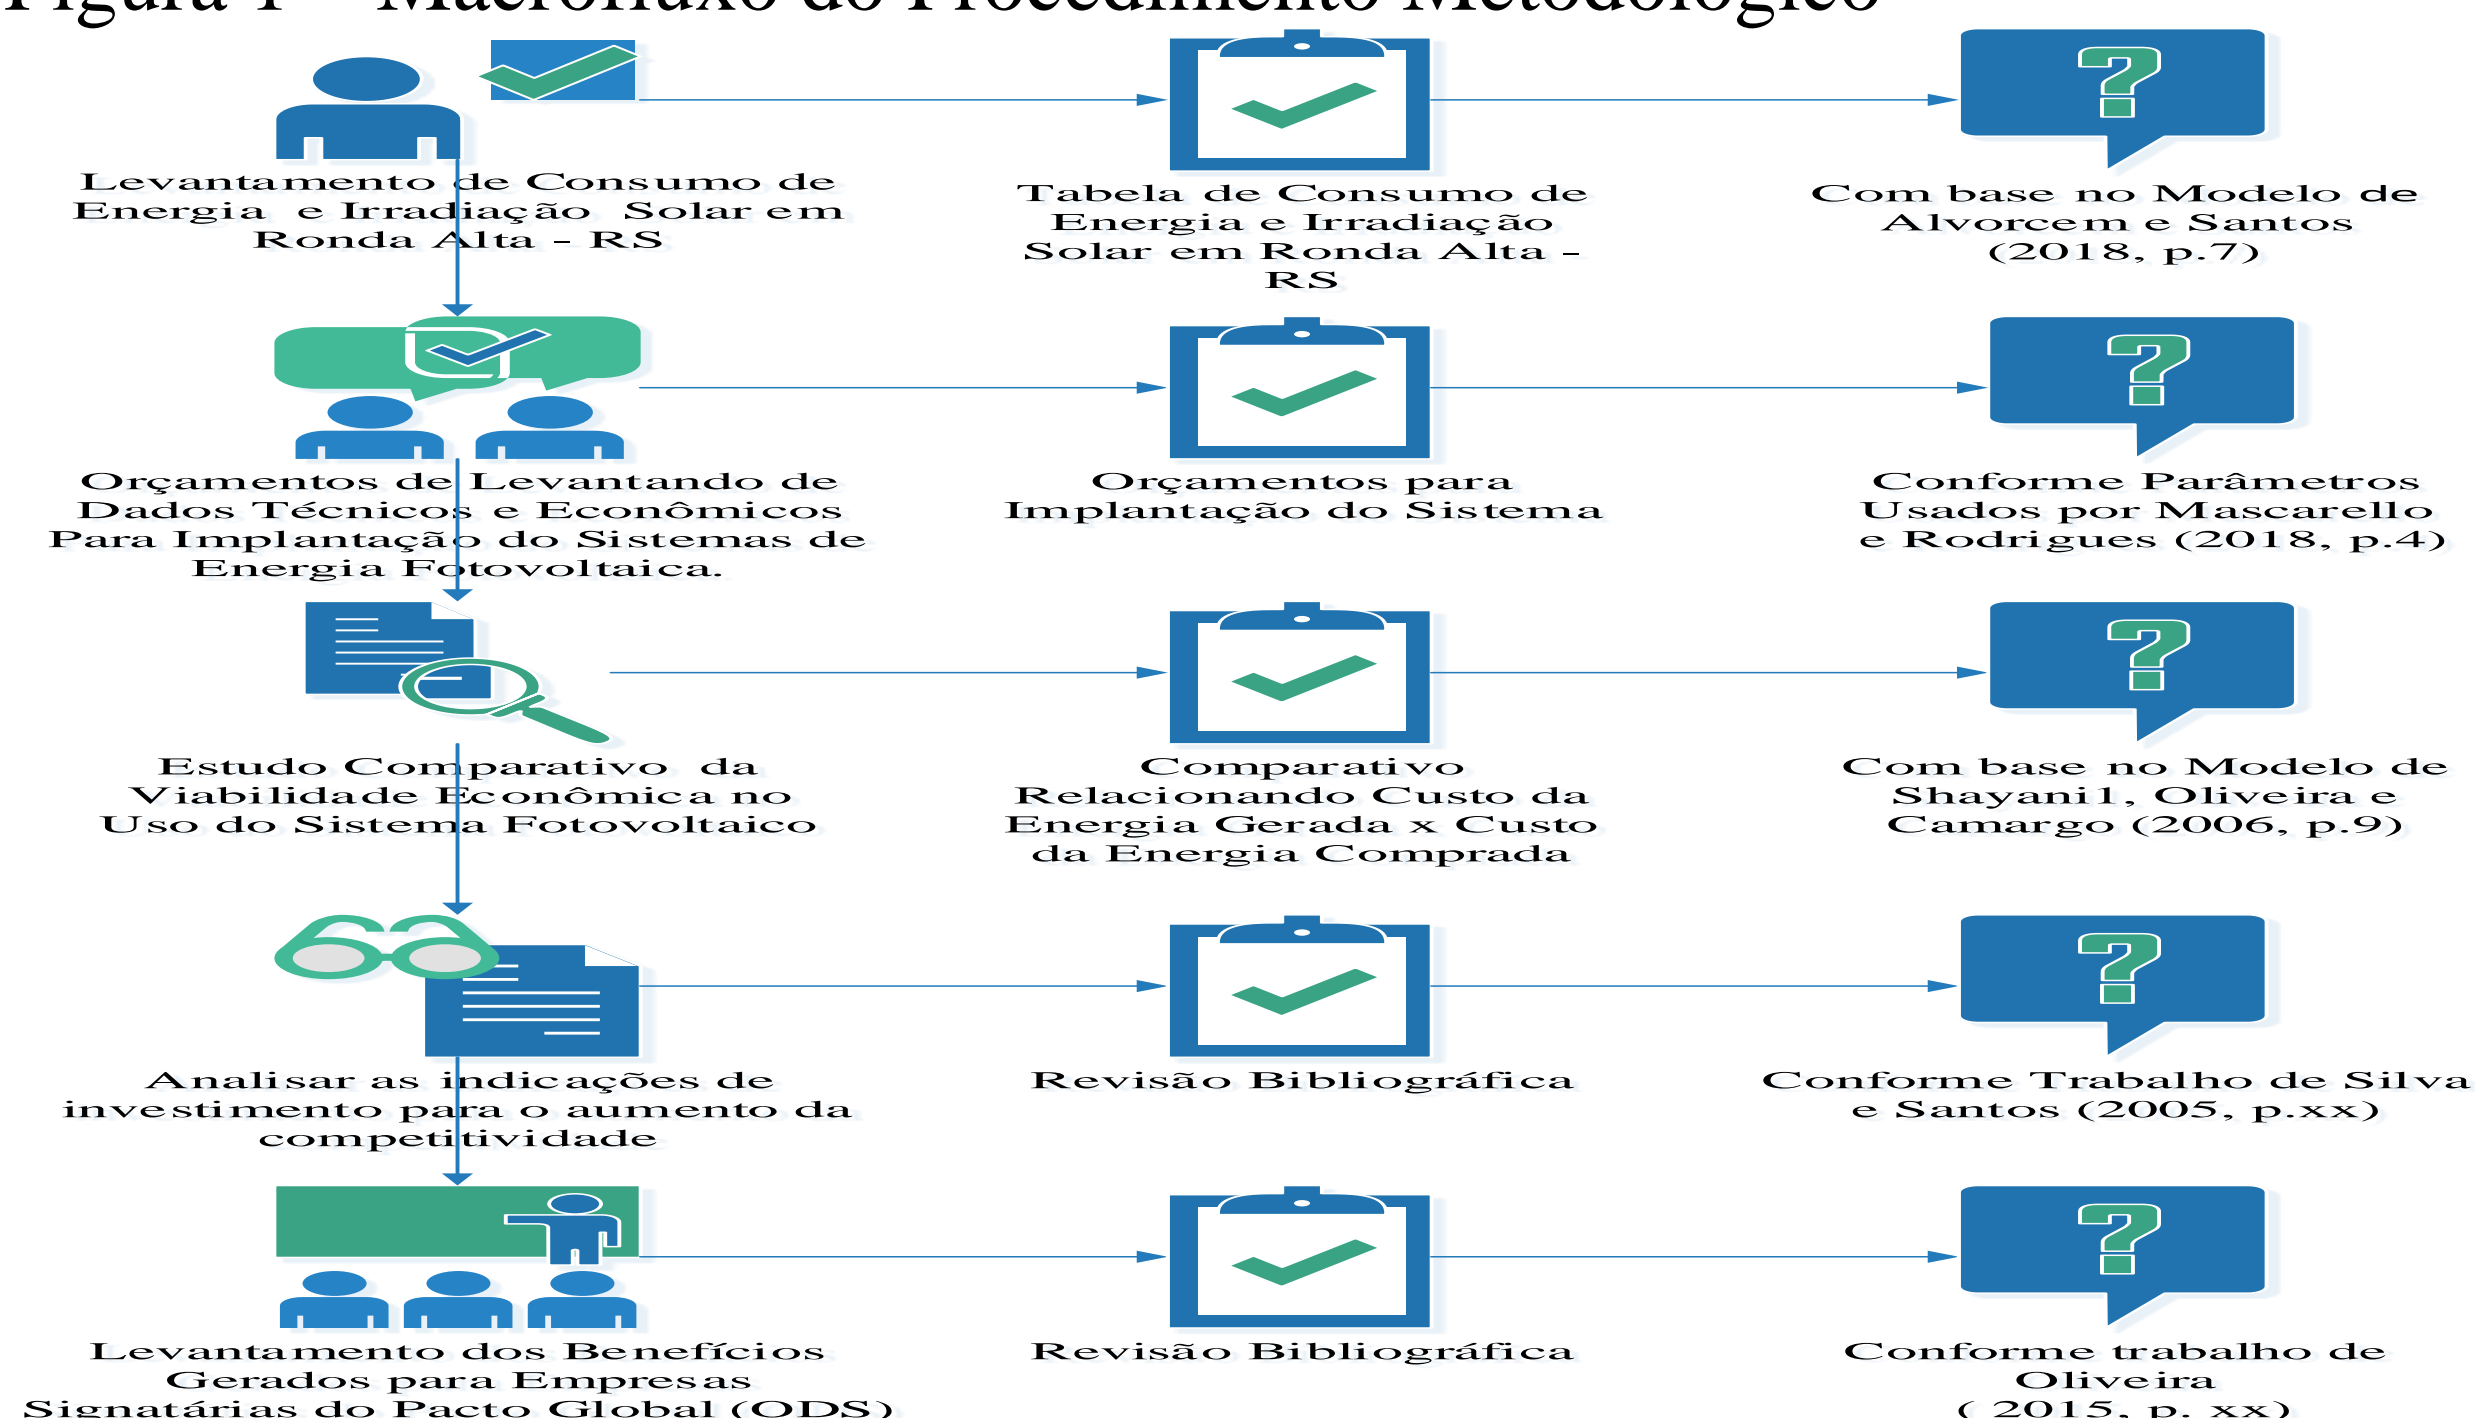 Figura 1 – Macrofluxo do Procedimento Metodológico
Levantamento de Consumo de
Energia e Irradiação Solar em
Ronda Alta - RS
Tabela de Consumo de
Energia e Irradiação
Solar em Ronda Alta -
RS
Com base no Modelo de
Alvorcem e Santos
(2018, p.7)
Orçamentos de Levantando de
Dados Técnicos e Econômicos
Para Implantação do Sistemas de
Energia Fotovoltaica.
Orçamentos para
Implantação do Sistema
Conforme Parâmetros
Usados por Mascarello
e Rodrigues (2018, p.4)
Estudo Comparativo da
Viabilidade Econômica no
Uso do Sistema Fotovoltaico
Comparativo
Relacionando Custo da
Energia Gerada x Custo
da Energia Comprada
Com base no Modelo de
Shayani1, Oliveira e
Camargo (2006, p.9)
Analisar as indicações de
investimento para o aumento da
competitividade
Revisão Bibliográfica
Conforme Trabalho de Silva
e Santos (2005, p.xx)
Levantamento dos Benefícios
Gerados para Empresas
Signatárias do Pacto Global (ODS)
Revisão Bibliográfica
Conforme trabalho de
Oliveira
( 2015, p. xx)